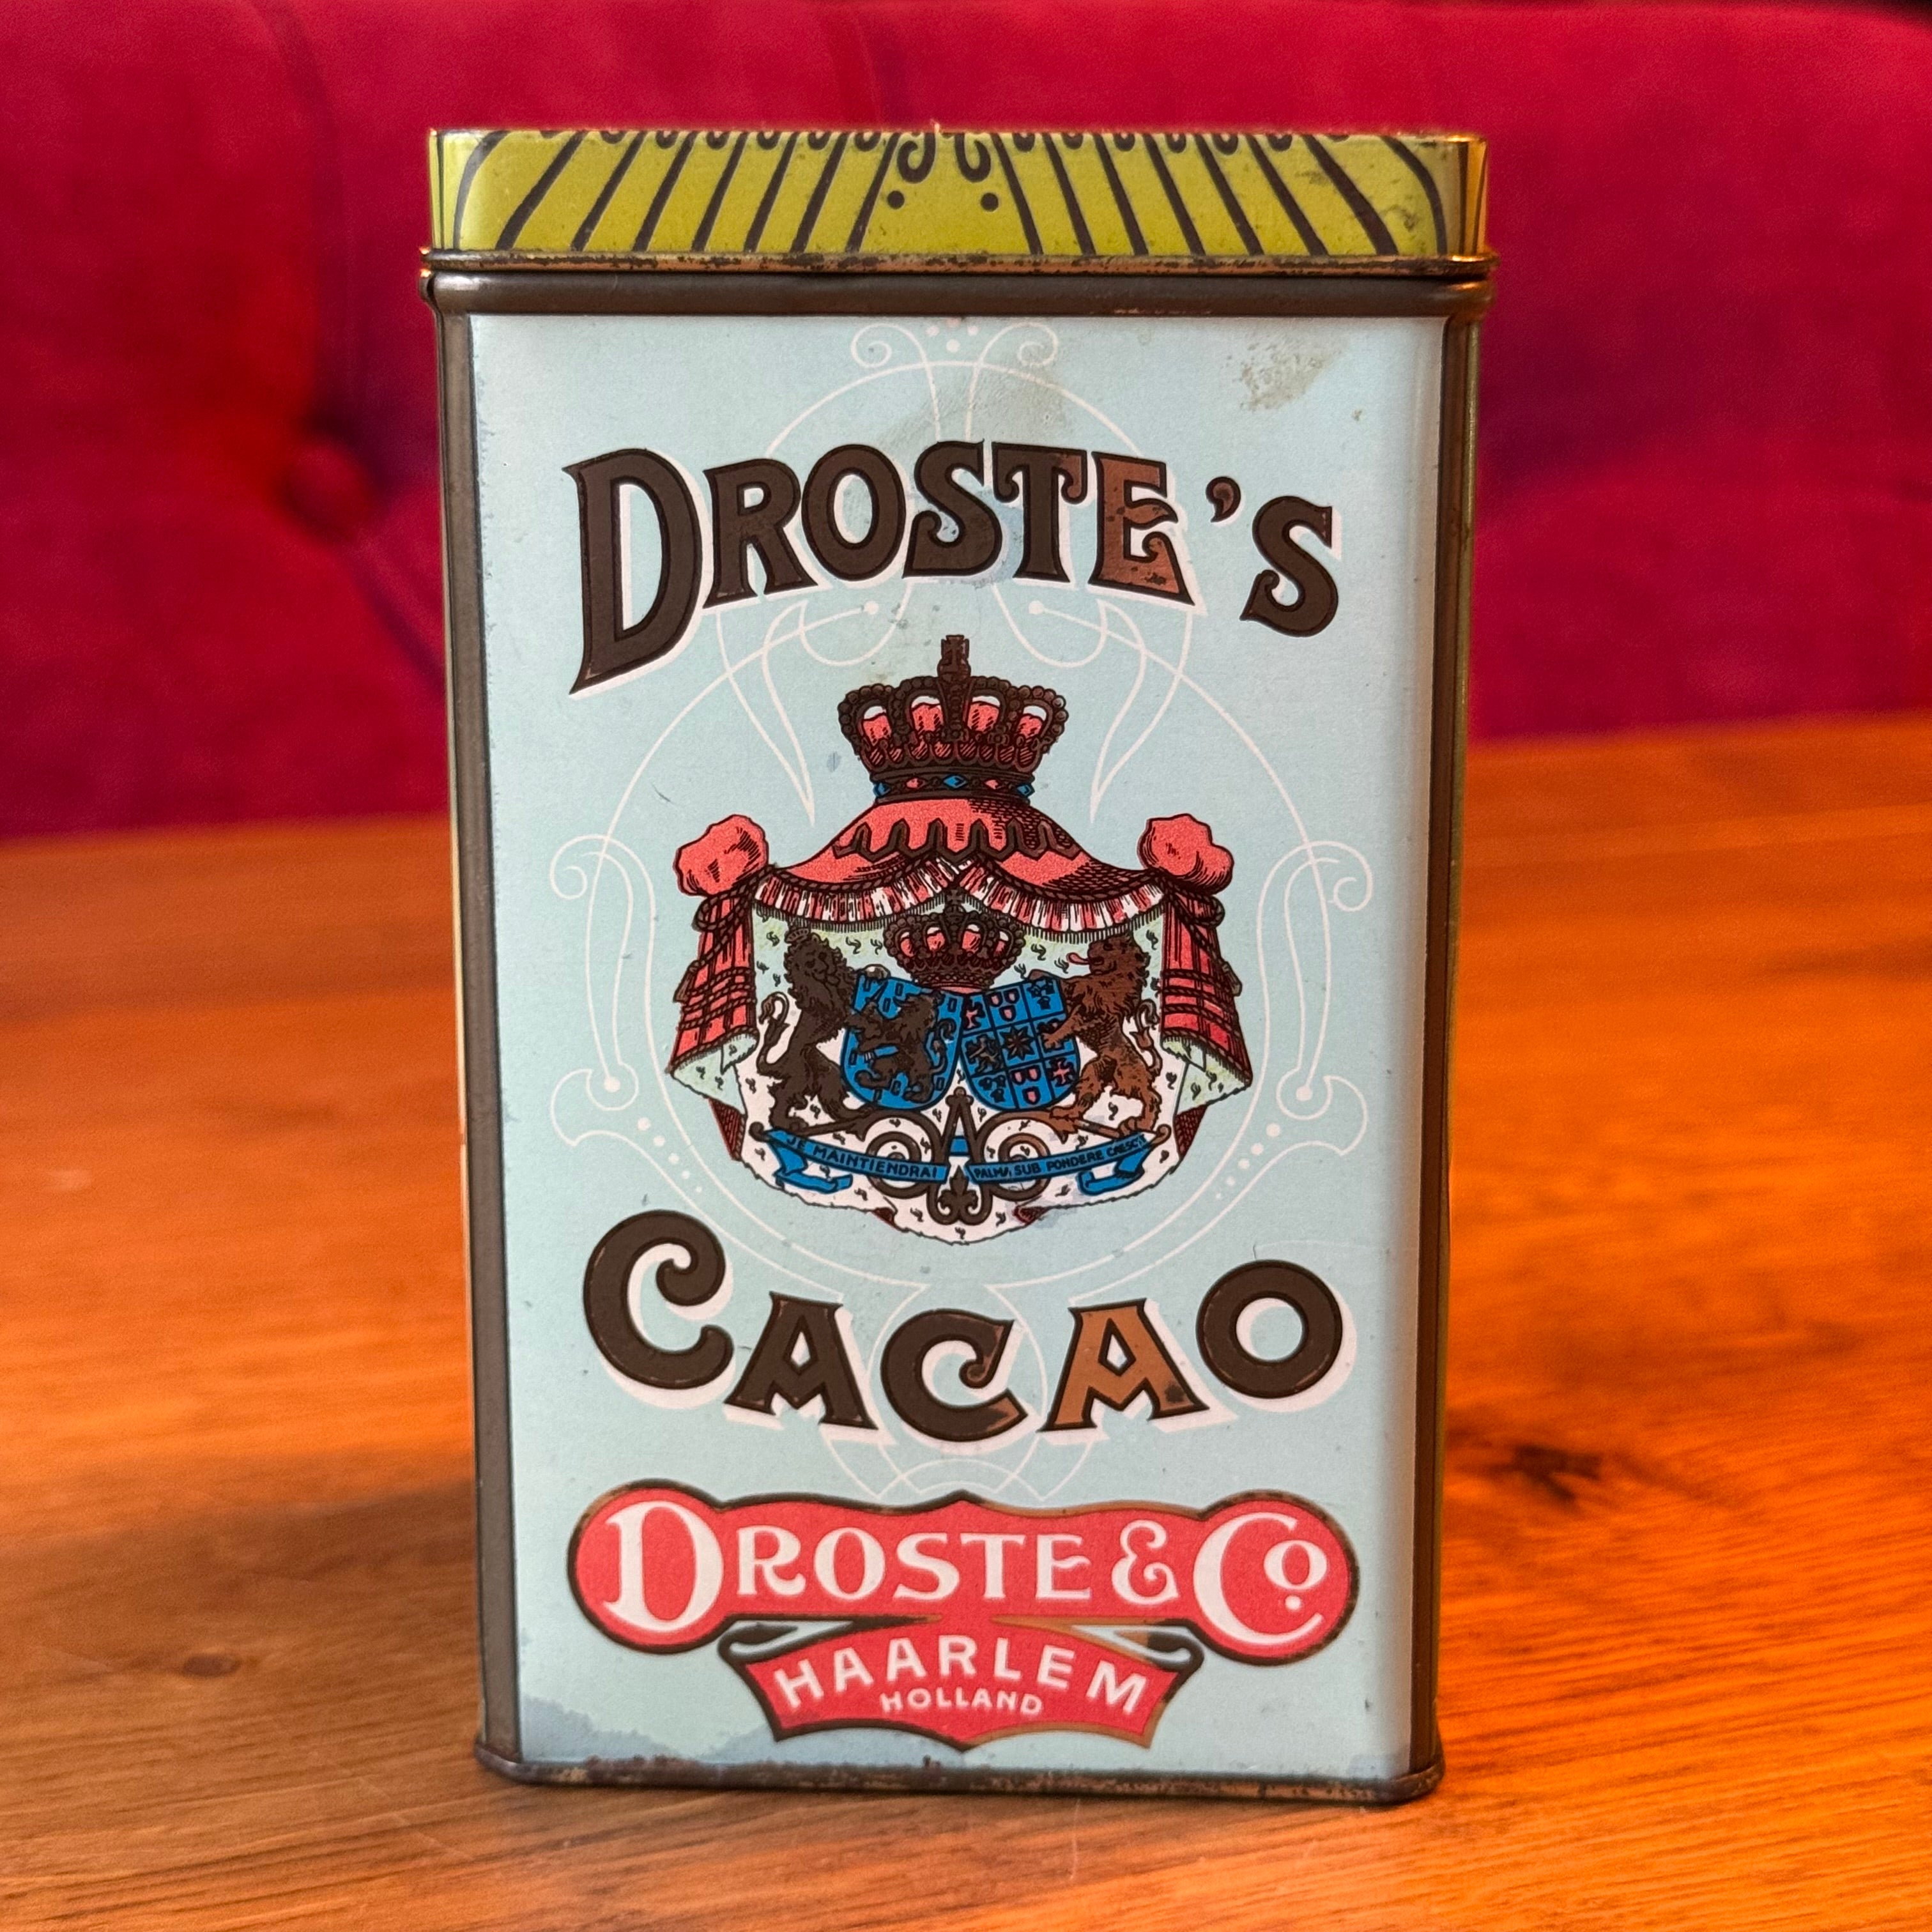 DROSTE'S
JE MAINTIENDRAI
PALMA SUB PONDERE CRESCIT
CACAO
DROSTE & Co
HAARLEM
HOLLAND